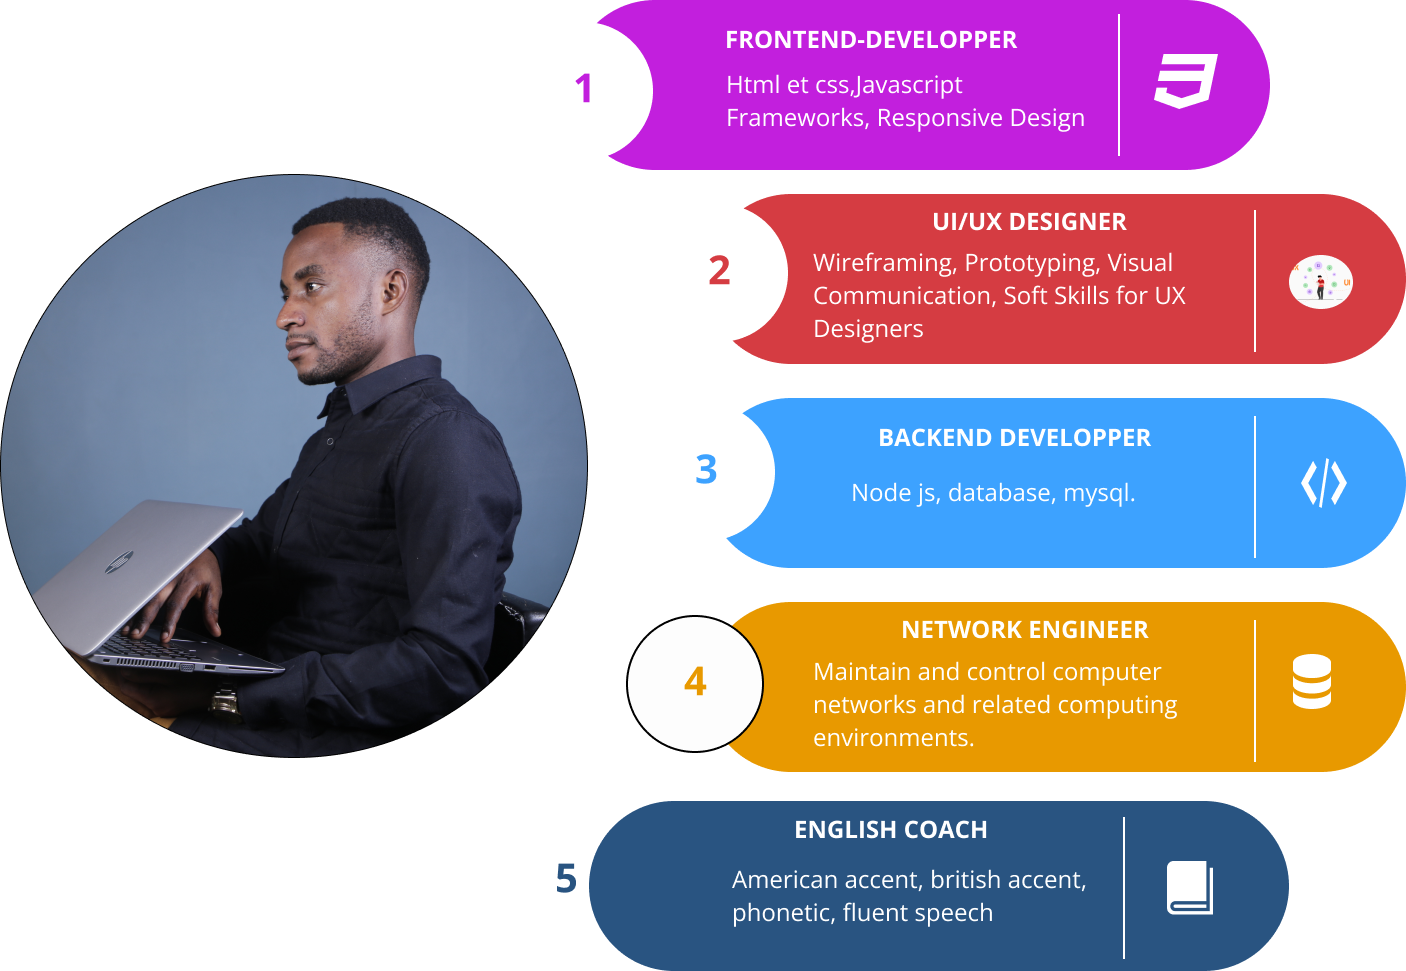 1
FRONTEND-DEVELOPPER
Html et css,Javascript
Frameworks, Responsive Design
2
UI/UX DESIGNER
Wireframing, Prototyping, Visual
Communication, Soft Skills for UX
Designers
UI
3
BACKEND DEVELOPPER
Node js, database, mysql.
4
NETWORK ENGINEER
Maintain and control computer
networks and related computing
environments.
5
ENGLISH COACH
American accent, british accent,
phonetic, fluent speech